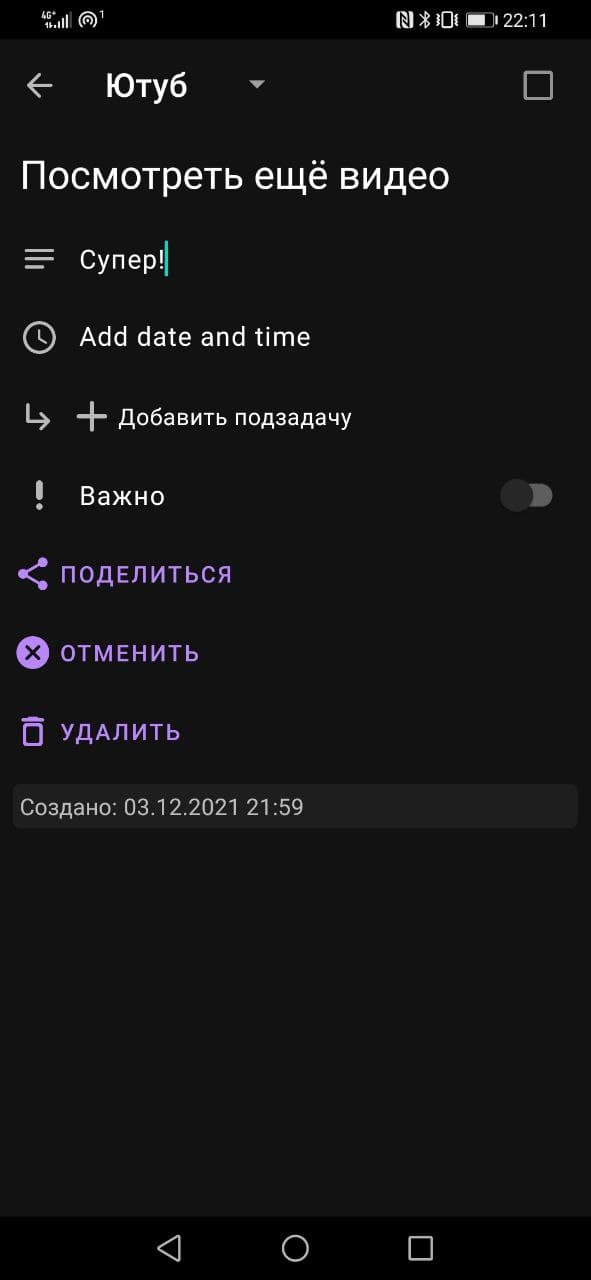 4G+ 1 22:11
Ютуб
Посмотреть ещё видео
Супер!
Add date and time
Добавить подзадачу
Важно
ПОДЕЛИТЬСЯ
ОТМЕНИТЬ
УДАЛИТЬ
Создано: 03.12.2021 21:59